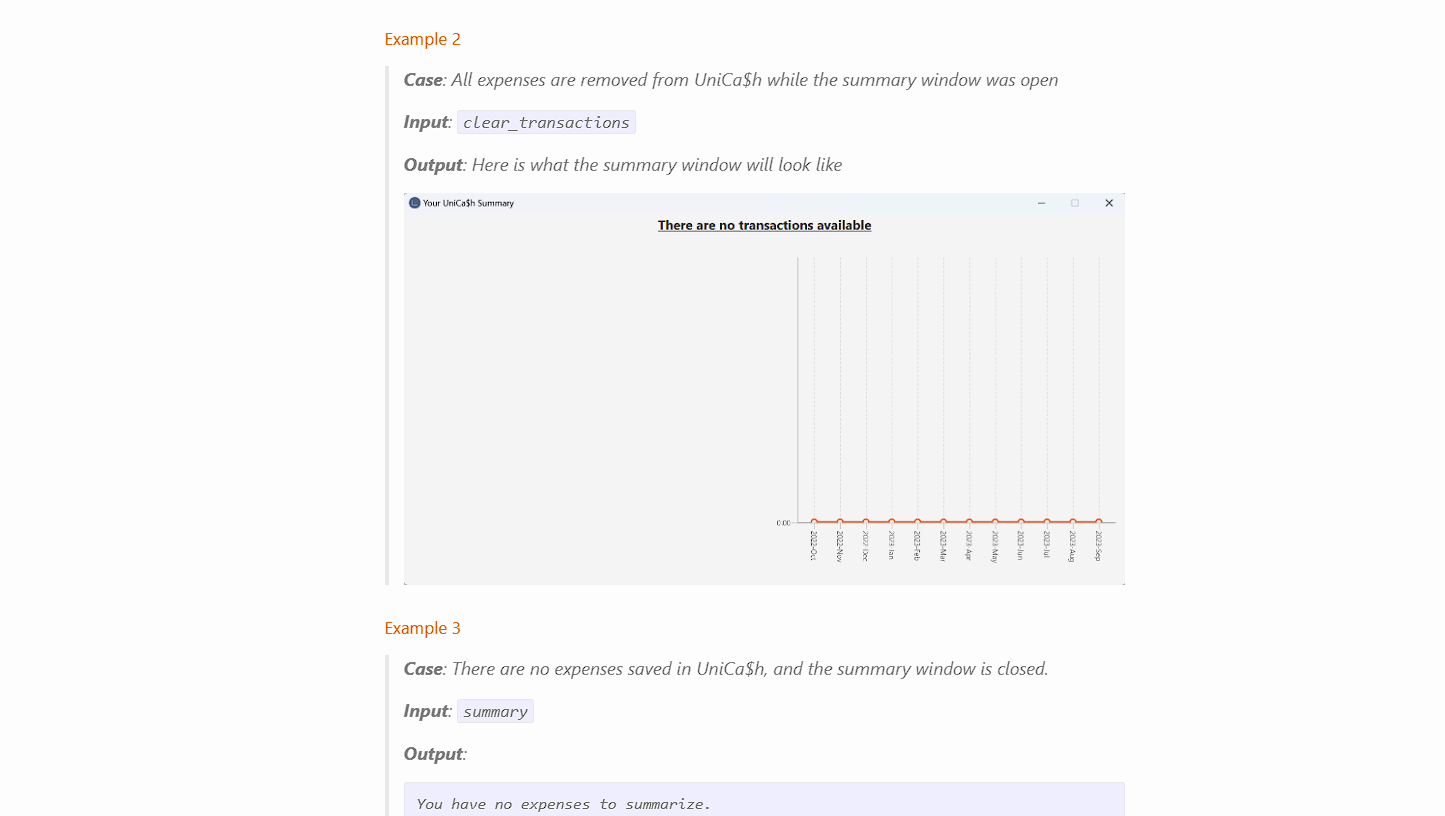 Example 2
Case: All expenses are removed from UniCa$h while the summary window was open
Input: clear_transactions
Output: Here is what the summary window will look like
Your UniCa$h Summary
There are no transactions available
0.00
2022-Oct
2022-Nov
2022-Dec
2023-Jan
2023-Feb
2023-Mar
2023-Apr
2023-May
2023-Jun
2023-Jul
2023-Aug
2023-Sep
Example 3
Case: There are no expenses saved in UniCa$h, and the summary window is closed.
Input: summary
Output:
You have no expenses to summarize.